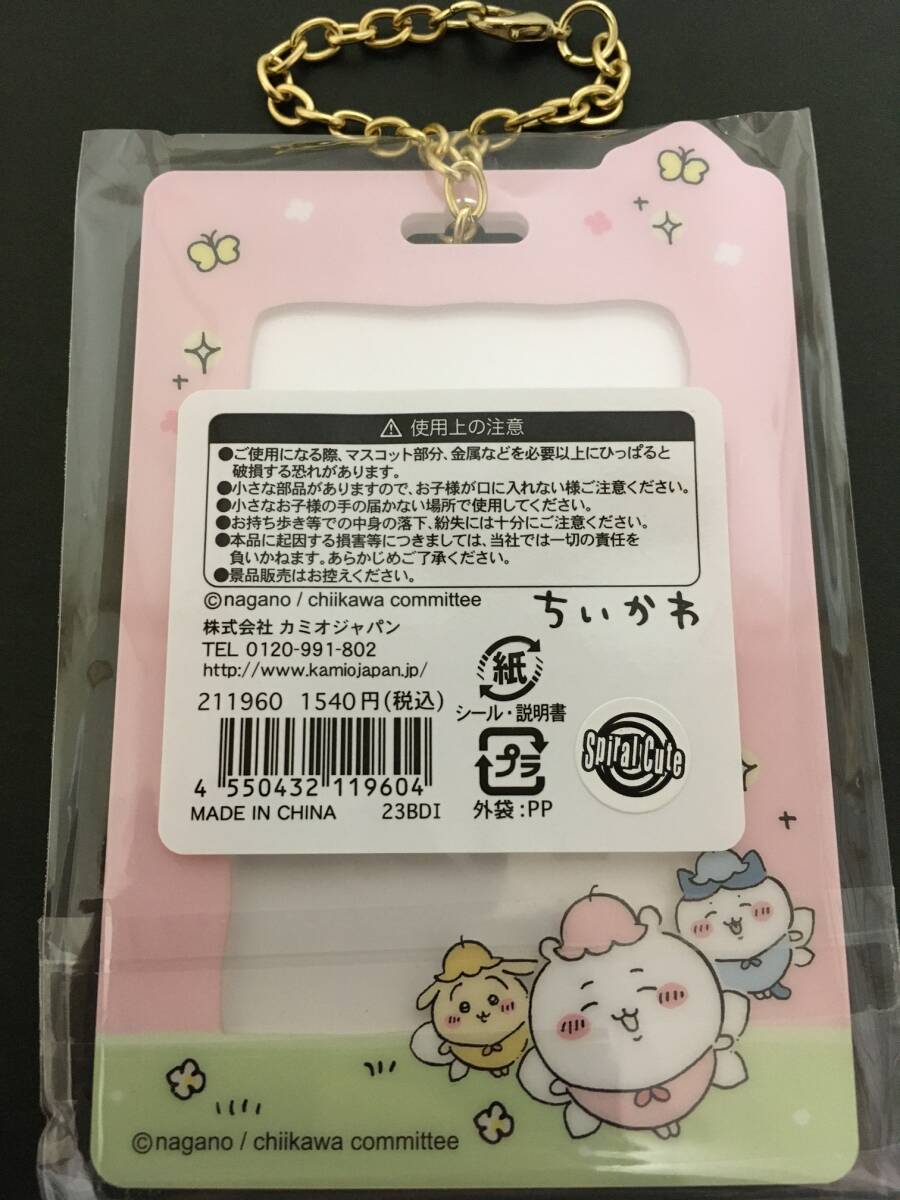 ⚠ 使用上の注意
●ご使用になる際、マスコット部分、金属などを必要以上にひっぱると
破損する恐れがあります。
●小さな部品がありますので、お子様が口に入れない様ご注意ください。
●小さなお子様の手の届かない場所で使用してください。
●お持ち歩き等での中身の落下、紛失には十分にご注意ください。
●本品に起因する損害等につきましては、当社では一切の責任を
負いかねます。あらかじめご了承ください。
●景品販売はお控えください。
©nagano / chiikawa committee
ちいかわ
株式会社 カミオジャパン
TEL 0120-991-802
http://www.kamiojapan.jp/
211960 1540円(税込)
4 550432 119604
MADE IN CHINA 23BDI
紙
シール・説明書
プラ
外袋:PP
Spiral Cute
©nagano / chiikawa committee